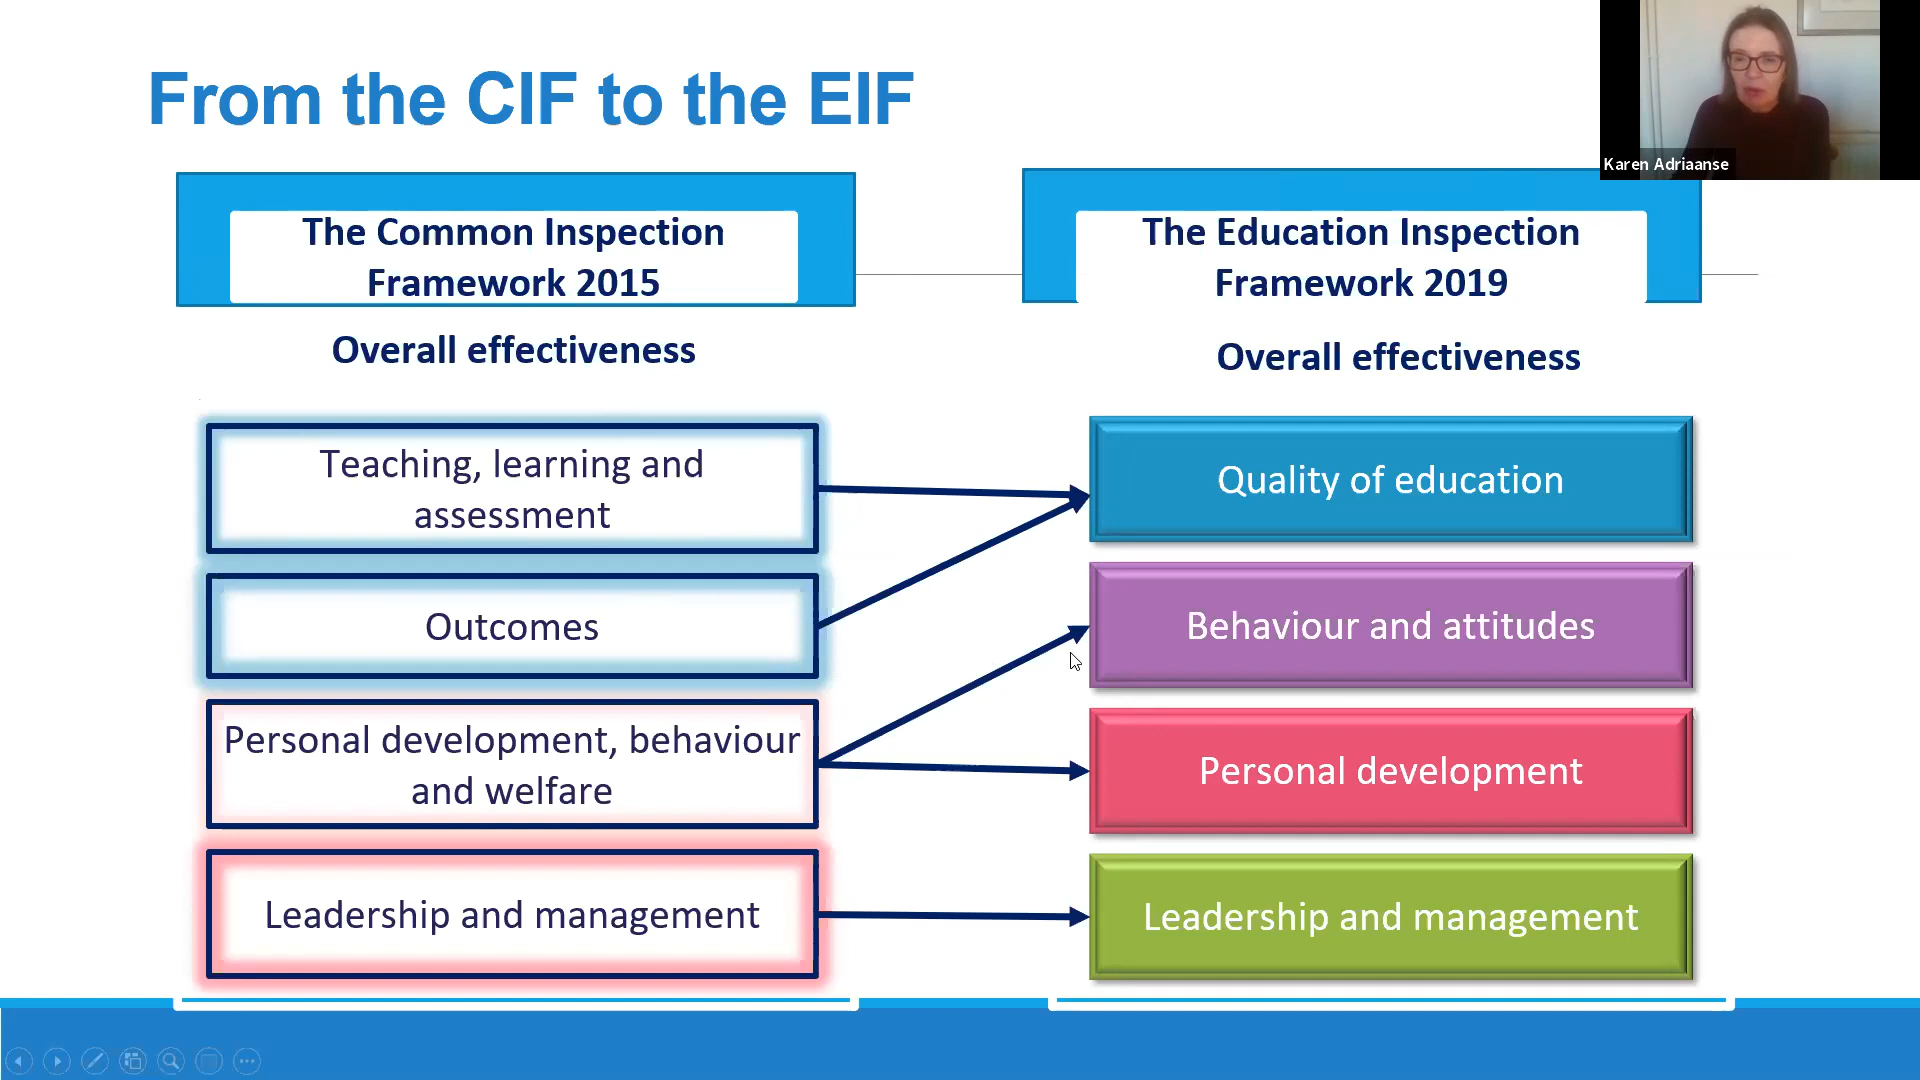 From the CIF to the EIF
Karen Adriaanse
The Common Inspection
Framework 2015
The Education Inspection
Framework 2019
Overall effectiveness
Overall effectiveness
Teaching, learning and
assessment
Outcomes
Personal development, behaviour
and welfare
Leadership and management
Quality of education
Behaviour and attitudes
Personal development
Leadership and management